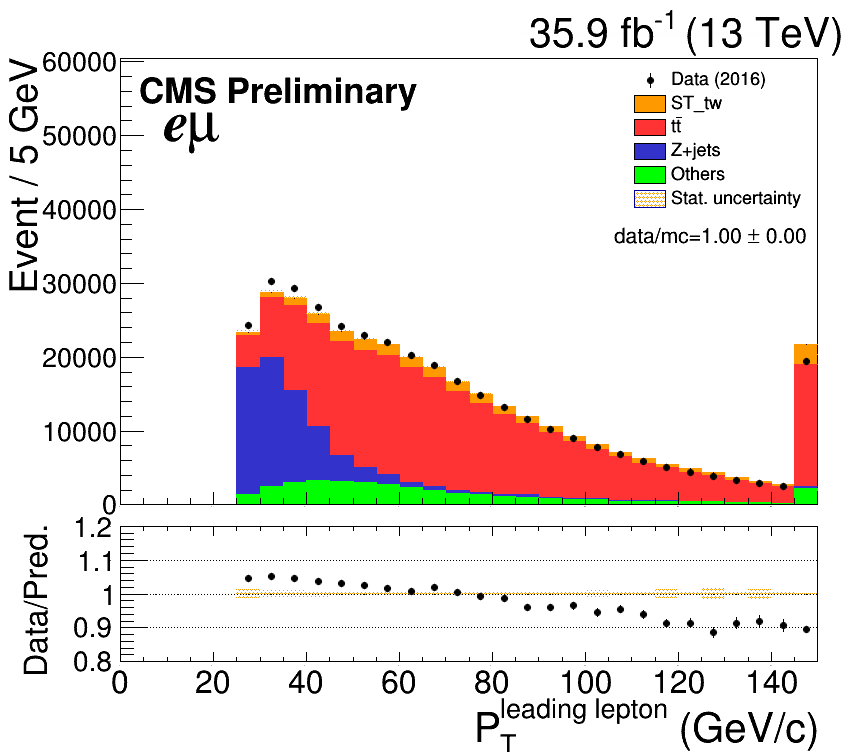 35.9 fb⁻¹ (13 TeV)
CMS Preliminary
eμ
Data (2016)
ST_tw
tt̄
Z+jets
Others
Stat. uncertainty
data/mc=1.00 ± 0.00
Event / 5 GeV
60000
50000
40000
30000
20000
10000
0
Data/Pred.
1.2
1.1
1
0.9
0.8
0 20 40 60 80 100 120 140
P_T^leading lepton (GeV/c)